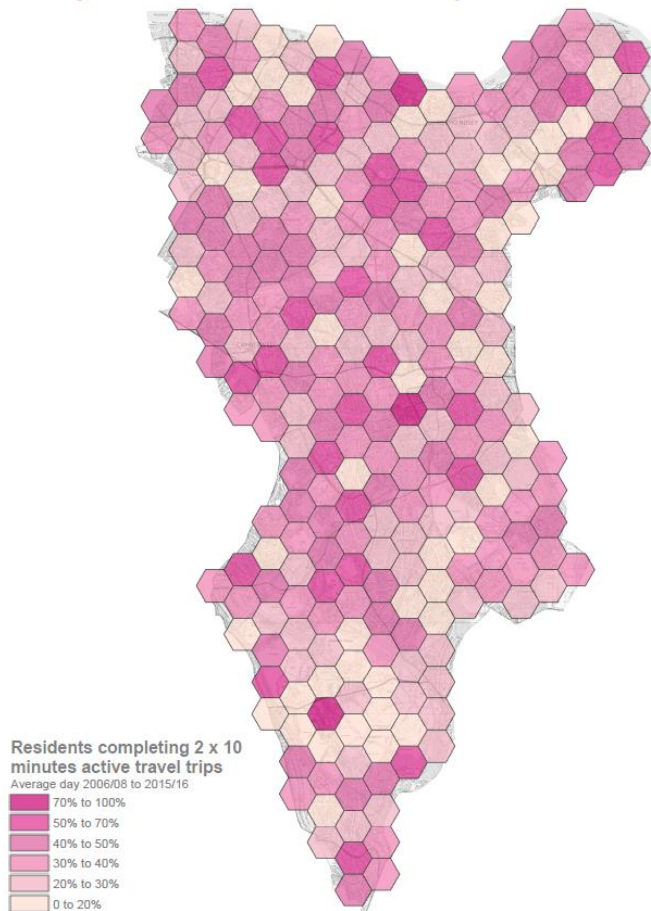 Residents completing 2 x 10
minutes active travel trips
Average day 2006/08 to 2015/16
70% to 100%
50% to 70%
40% to 50%
30% to 40%
20% to 30%
0 to 20%